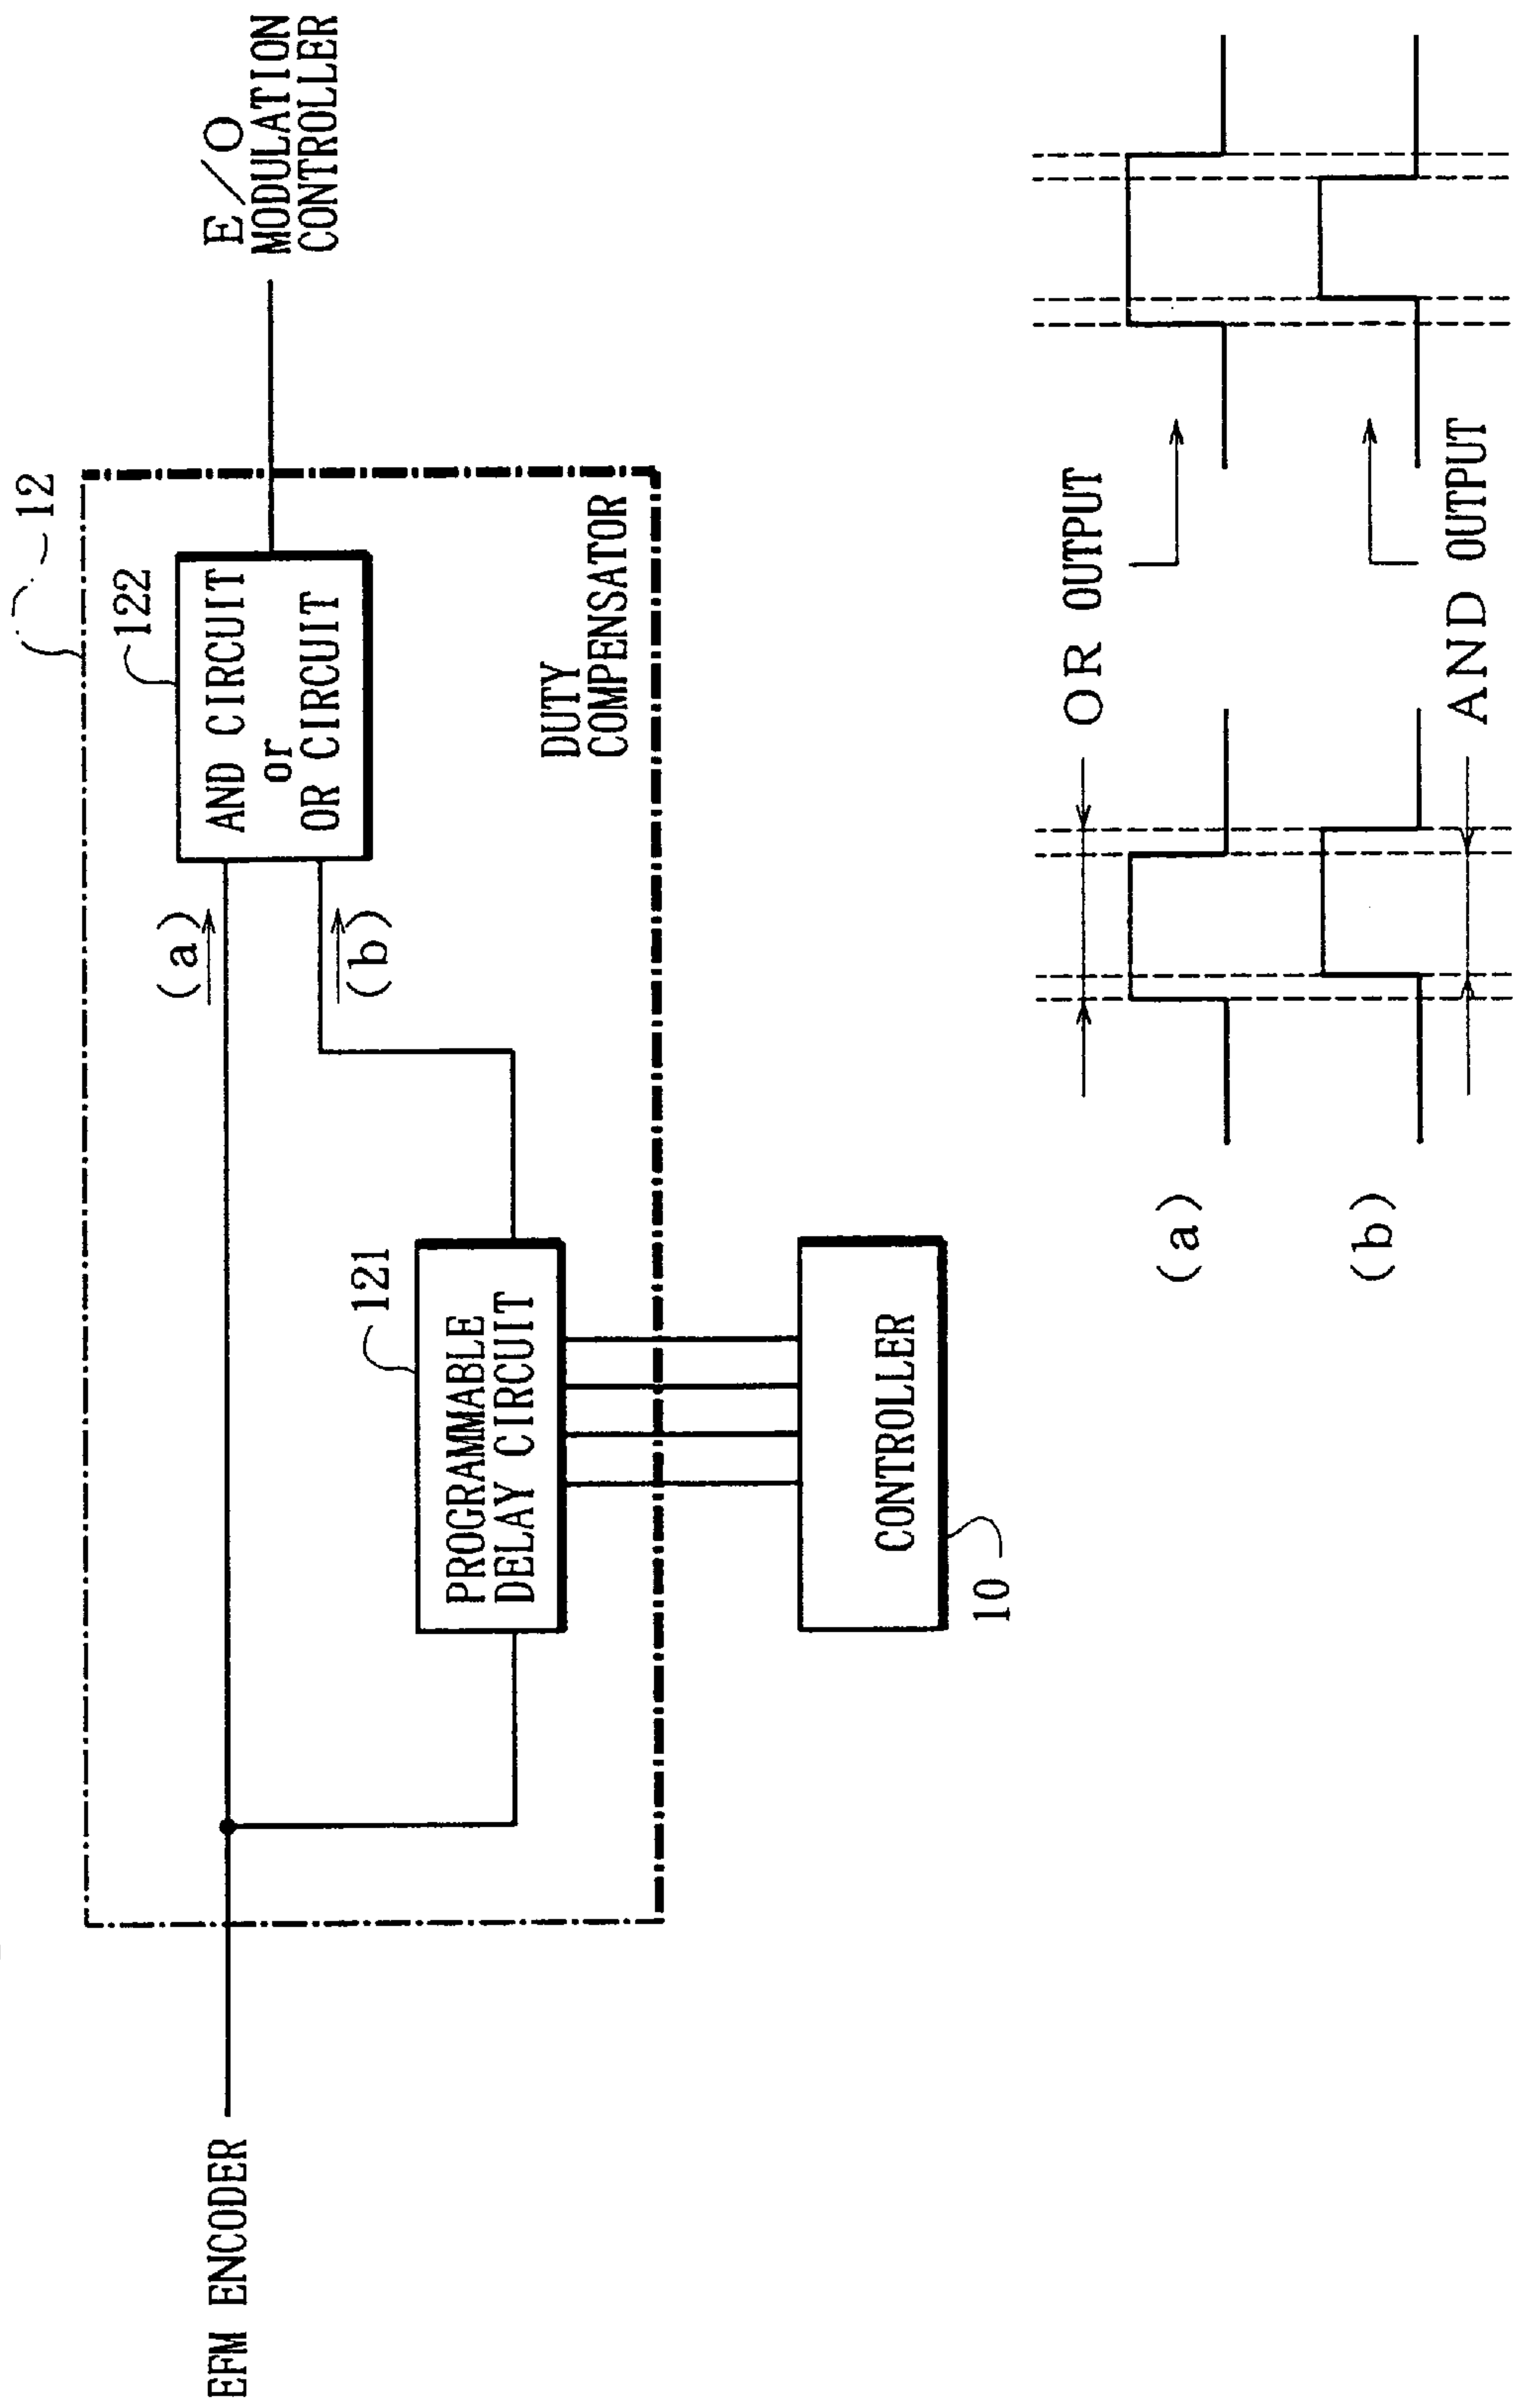 EFM ENCODER
12
122
AND CIRCUIT
or
OR CIRCUIT
(a)
(b)
E/O
MODULATION
CONTROLLER
121
PROGRAMMABLE
DELAY CIRCUIT
DUTY
COMPENSATOR
CONTROLLER
10
OR OUTPUT
(a)
(b)
AND OUTPUT